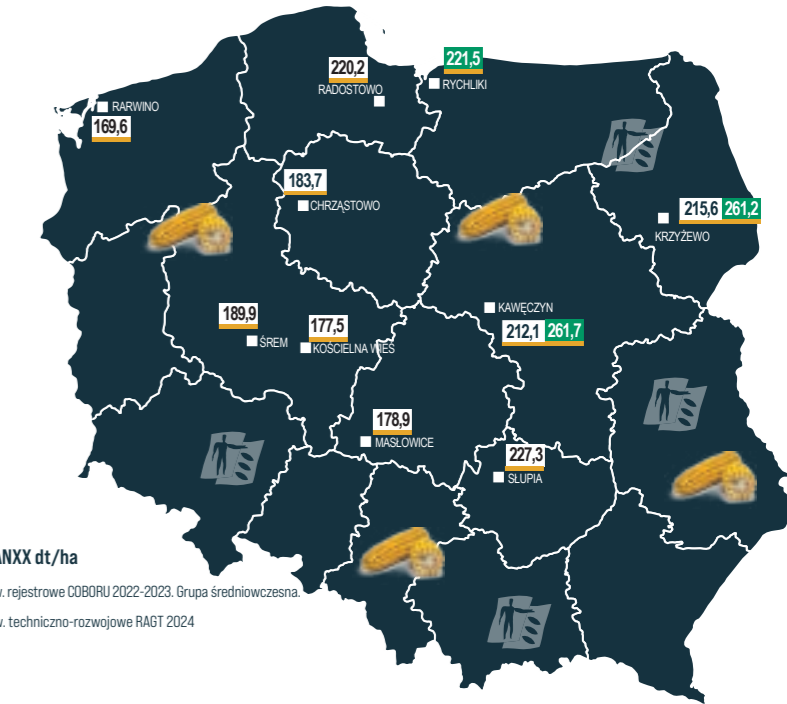 221,5
220,2
RADOSTOWO
RYCHLIKI
RARWINO
169,6
183,7
CHRZĄSTOWO
215,6 261,2
KRZYŻEWO
KAWĘCZYN
212,1 261,7
189,9
ŚREM
177,5
KOŚCIELNA WIEŚ
178,9
MASŁOWICE
227,3
SŁUPIA
ANXX dt/ha
w. rejestrowe COBORU 2022-2023. Grupa średniowczesna.
w. techniczno-rozwojowe RAGT 2024